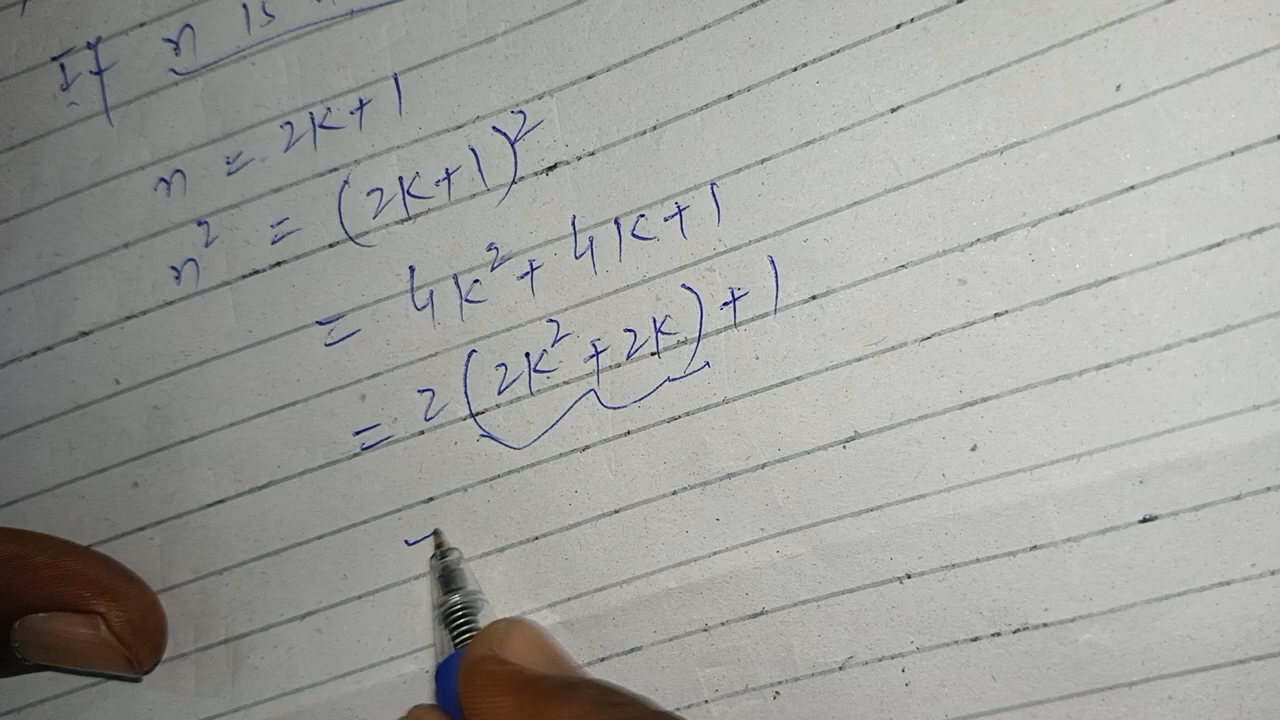 If n is
n = 2k+1
n² = (2k+1)²
= 4k² + 4k+1
= 2(2k² + 2k) + 1